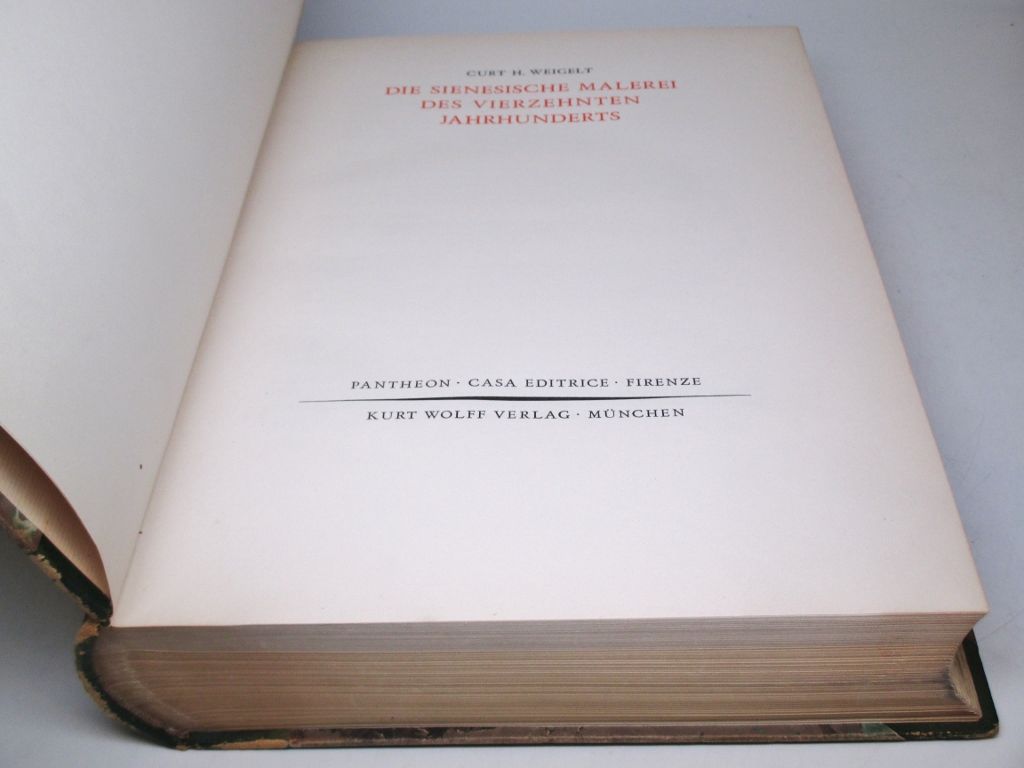 CURT H. WEIGELT
DIE SIENESISCHE MALEREI
DES VIERZEHNTEN
JAHRHUNDERTS
PANTHEON · CASA EDITRICE · FIRENZE
KURT WOLFF VERLAG · MÜNCHEN